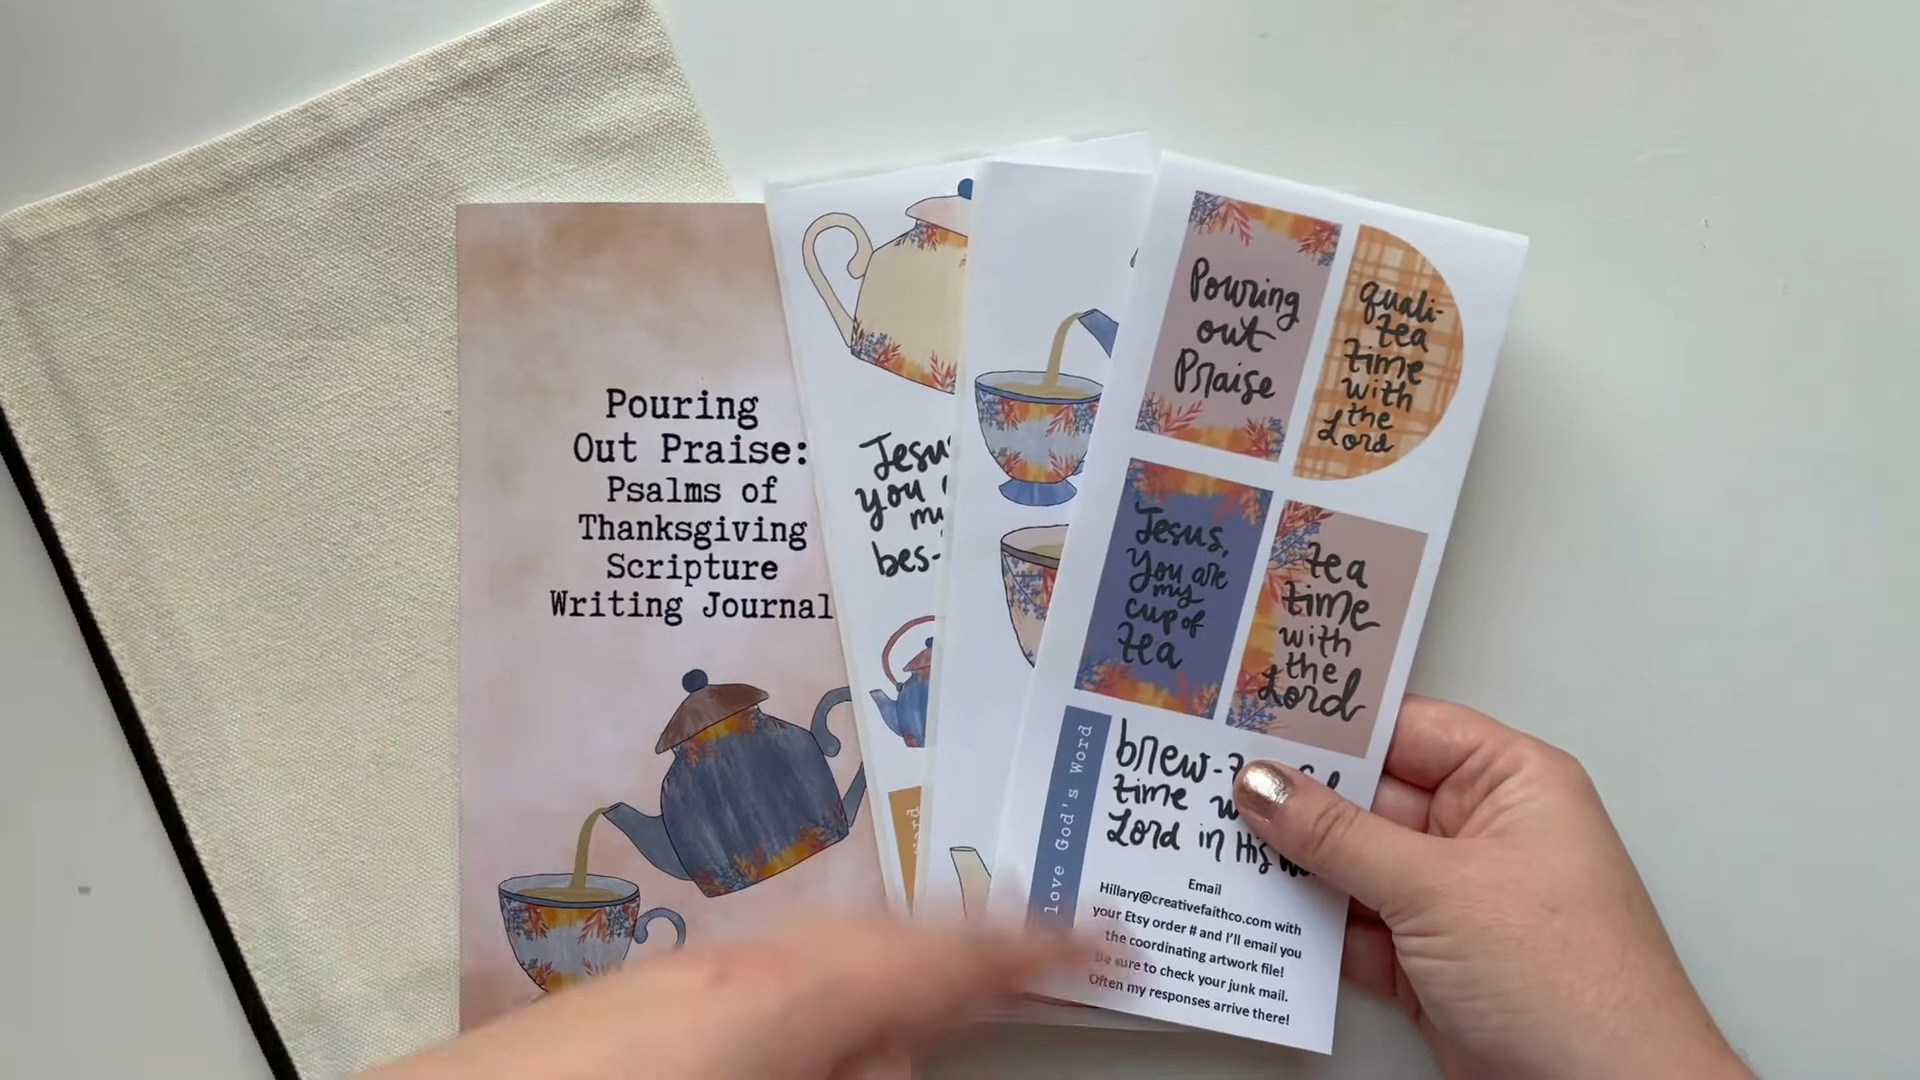 Pouring
Out Praise:
Psalms of
Thanksgiving
Scripture
Writing Journal
you
bes-
Pouring
out
Praise
quali-
tea
time
with
the
Lord
Jesus,
You are
my
cup of
tea
tea
time
with
the
Lord
love God's Word
time
Lord in His
Email
Hillary@creativefaithco.com with
your Etsy order # and I'll email you
the coordinating artwork file!
Be sure to check your junk mail.
Often my responses arrive there!